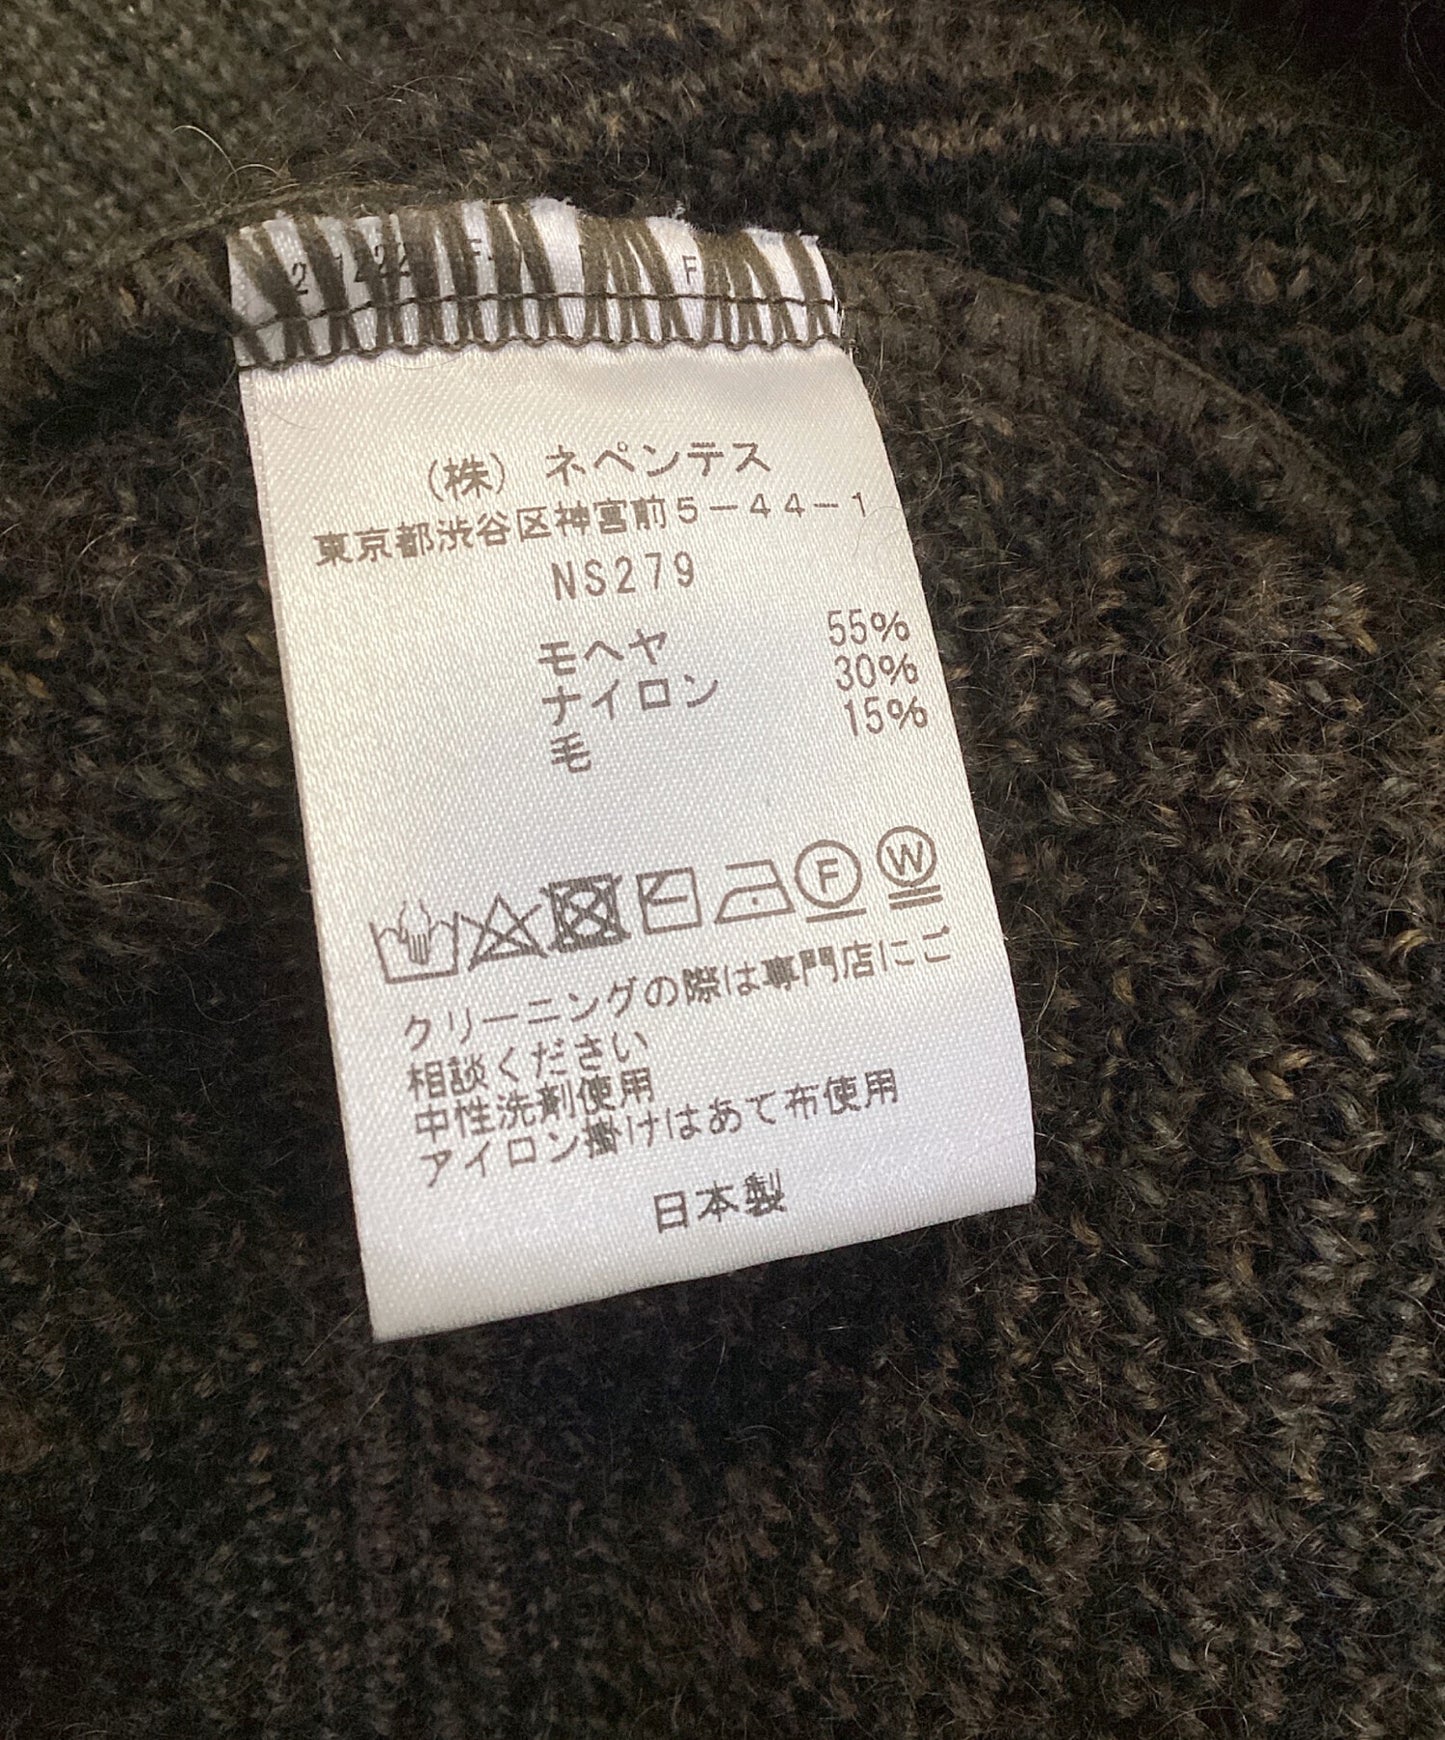 (株) ネペンテス
東京都渋谷区神宮前5-44-1
NS279
モヘヤ 55%
ナイロン 30%
毛 15%
F W
クリーニングの際は専門店にご
相談ください
中性洗剤使用
アイロン掛けはあて布使用
日本製